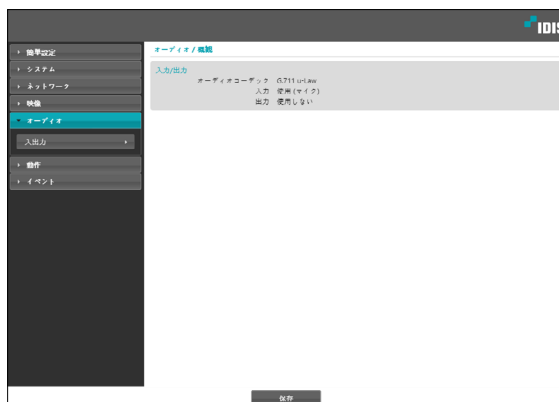 IDIS
簡単設定
システム
ネットワーク
映像
オーディオ
入出力
動作
イベント
オーディオ / 概観
入力/出力
オーディオコーデック G.711 u-Law
入力 使用 (マイク)
出力 使用しない
保存